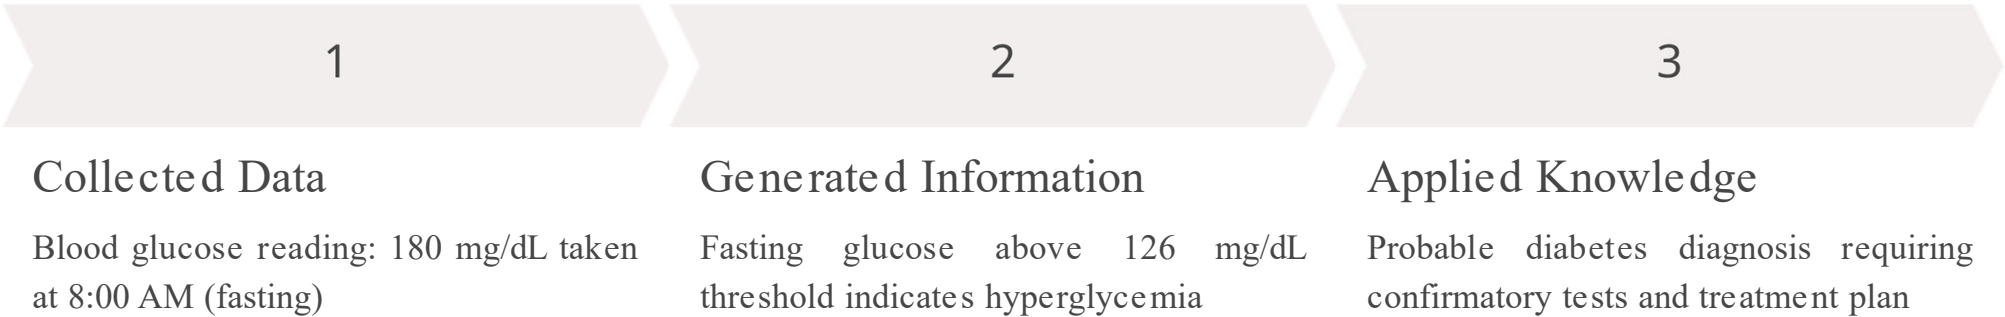 1
Collected Data
Blood glucose reading: 180 mg/dL taken
at 8:00 AM (fasting)
2
Generated Information
Fasting glucose above 126 mg/dL
threshold indicates hyperglycemia
3
Applied Knowledge
Probable diabetes diagnosis requiring
confirmatory tests and treatment plan